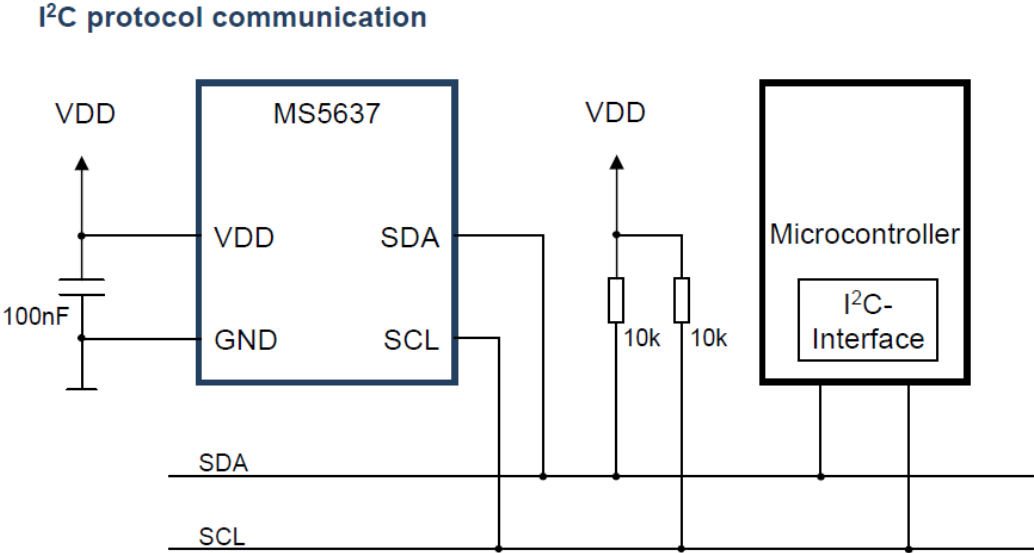 I²C protocol communication
VDD
MS5637
VDD
VDD
SDA
Microcontroller
100nF
GND
SCL
10k
10k
I²C-
Interface
SDA
SCL